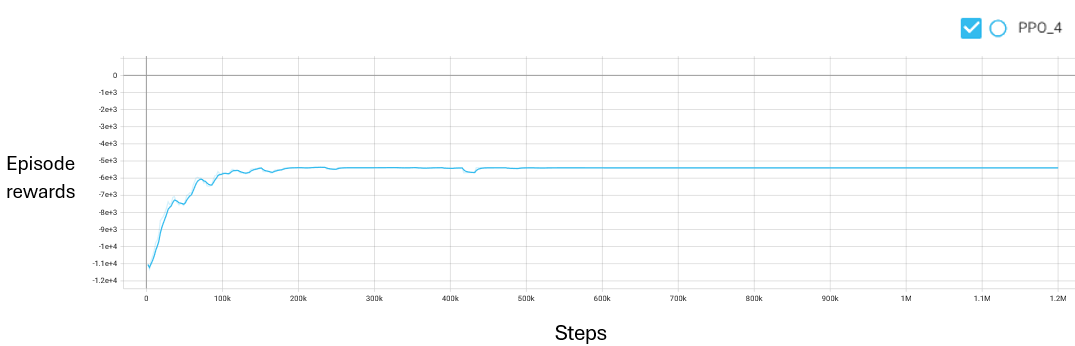 PPO_4
0
-1e+3
-2e+3
-3e+3
-4e+3
-5e+3
-6e+3
-7e+3
-8e+3
-9e+3
-1e+4
-1.1e+4
-1.2e+4
Episode
rewards
0 100k 200k 300k 400k 500k 600k 700k 800k 900k 1M 1.1M 1.2M
Steps